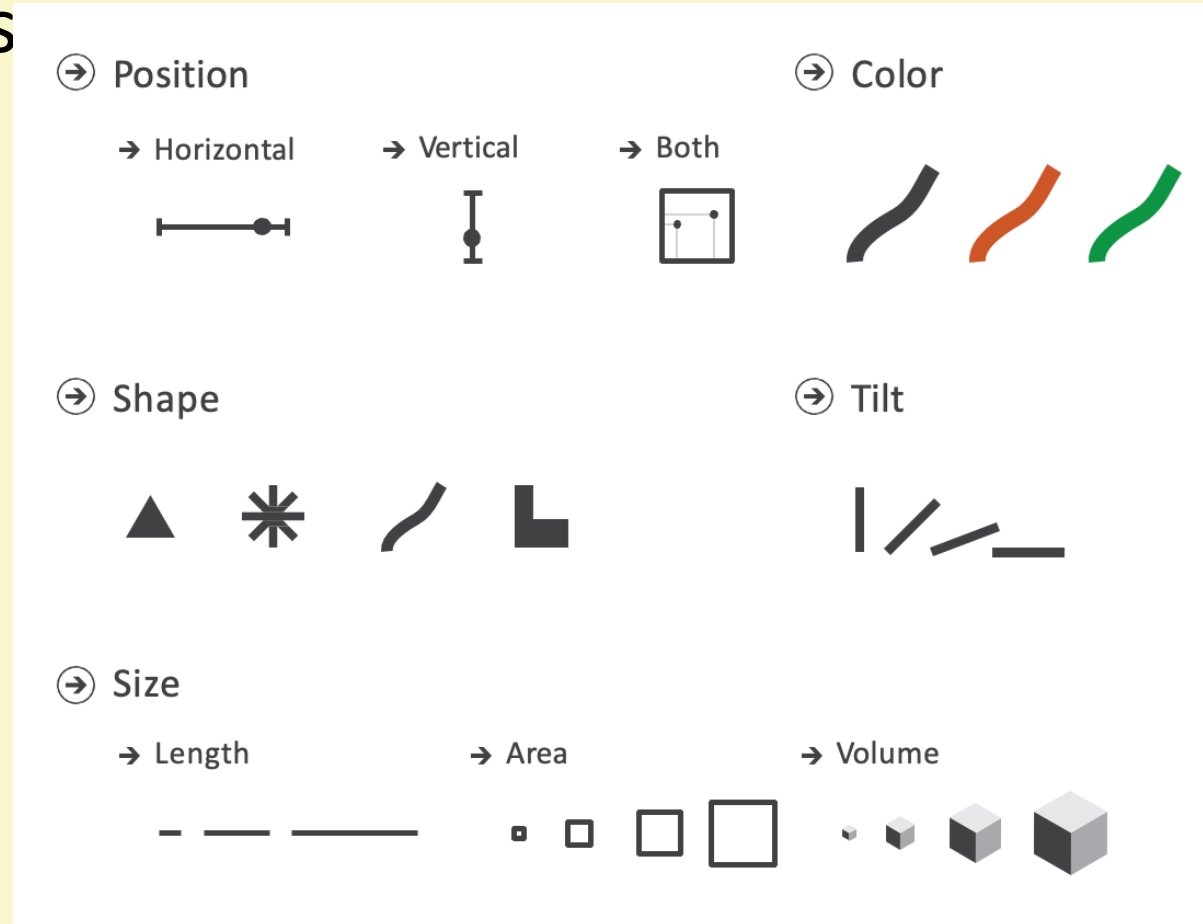 s
Position
Color
Horizontal
Vertical
Both
Shape
Tilt
Size
Length
Area
Volume